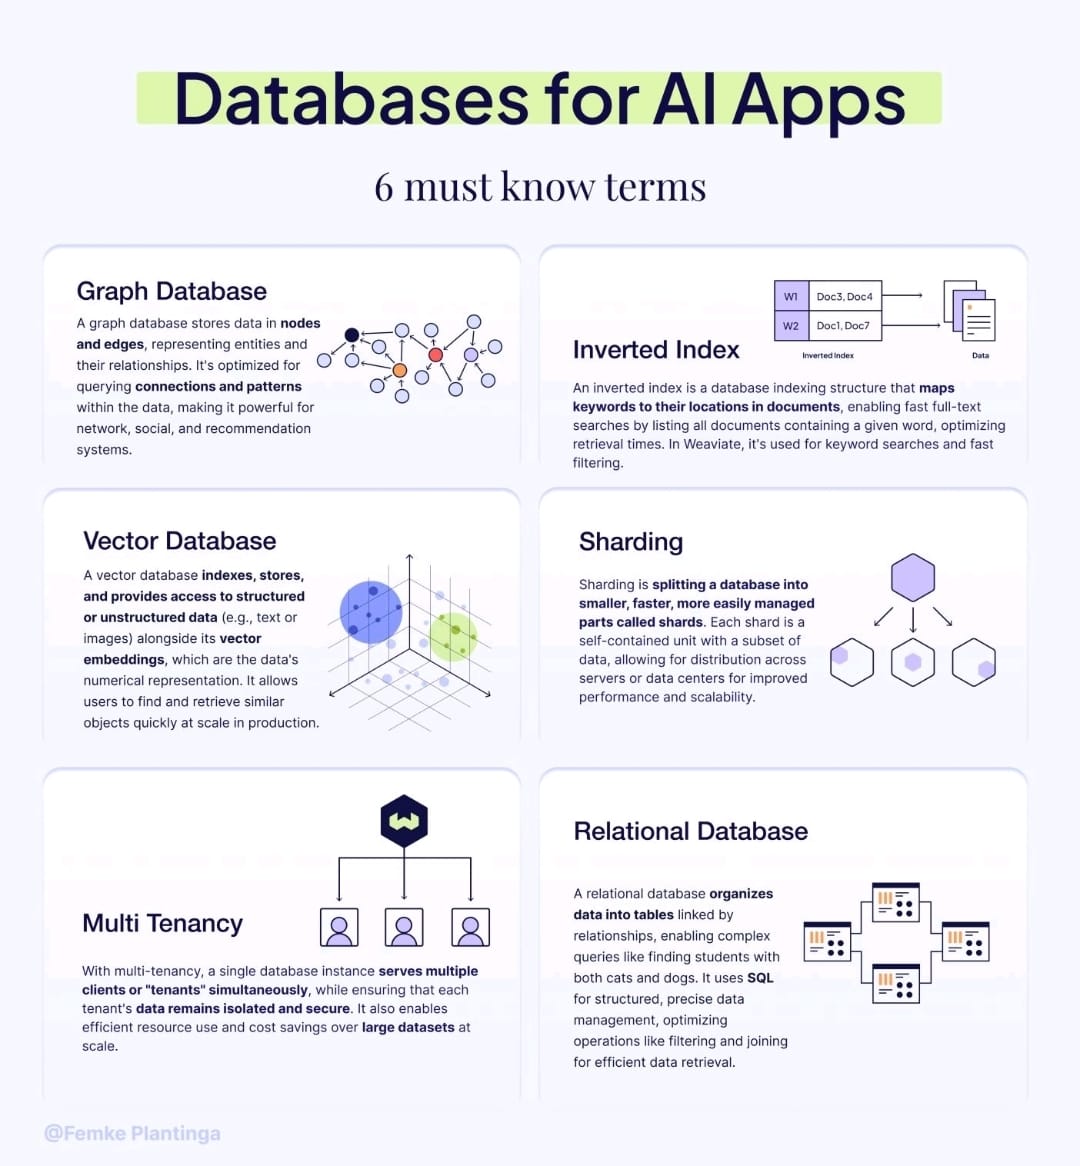 Databases for AI Apps
6 must know terms
Graph Database
A graph database stores data in nodes
and edges, representing entities and
their relationships. It's optimized for
querying connections and patterns
within the data, making it powerful for
network, social, and recommendation
systems.
W1
Doc3, Doc4
W2
Doc1, Doc7
Inverted Index
Data
Inverted Index
An inverted index is a database indexing structure that maps
keywords to their locations in documents, enabling fast full-text
searches by listing all documents containing a given word, optimizing
retrieval times. In Weaviate, it's used for keyword searches and fast
filtering.
Vector Database
A vector database indexes, stores,
and provides access to structured
or unstructured data (e.g., text or
images) alongside its vector
embeddings, which are the data's
numerical representation. It allows
users to find and retrieve similar
objects quickly at scale in production.
Sharding
Sharding is splitting a database into
smaller, faster, more easily managed
parts called shards. Each shard is a
self-contained unit with a subset of
data, allowing for distribution across
servers or data centers for improved
performance and scalability.
Multi Tenancy
With multi-tenancy, a single database instance serves multiple
clients or "tenants" simultaneously, while ensuring that each
tenant's data remains isolated and secure. It also enables
efficient resource use and cost savings over large datasets at
scale.
Relational Database
A relational database organizes
data into tables linked by
relationships, enabling complex
queries like finding students with
both cats and dogs. It uses SQL
for structured, precise data
management, optimizing
operations like filtering and joining
for efficient data retrieval.
@Femke Plantinga